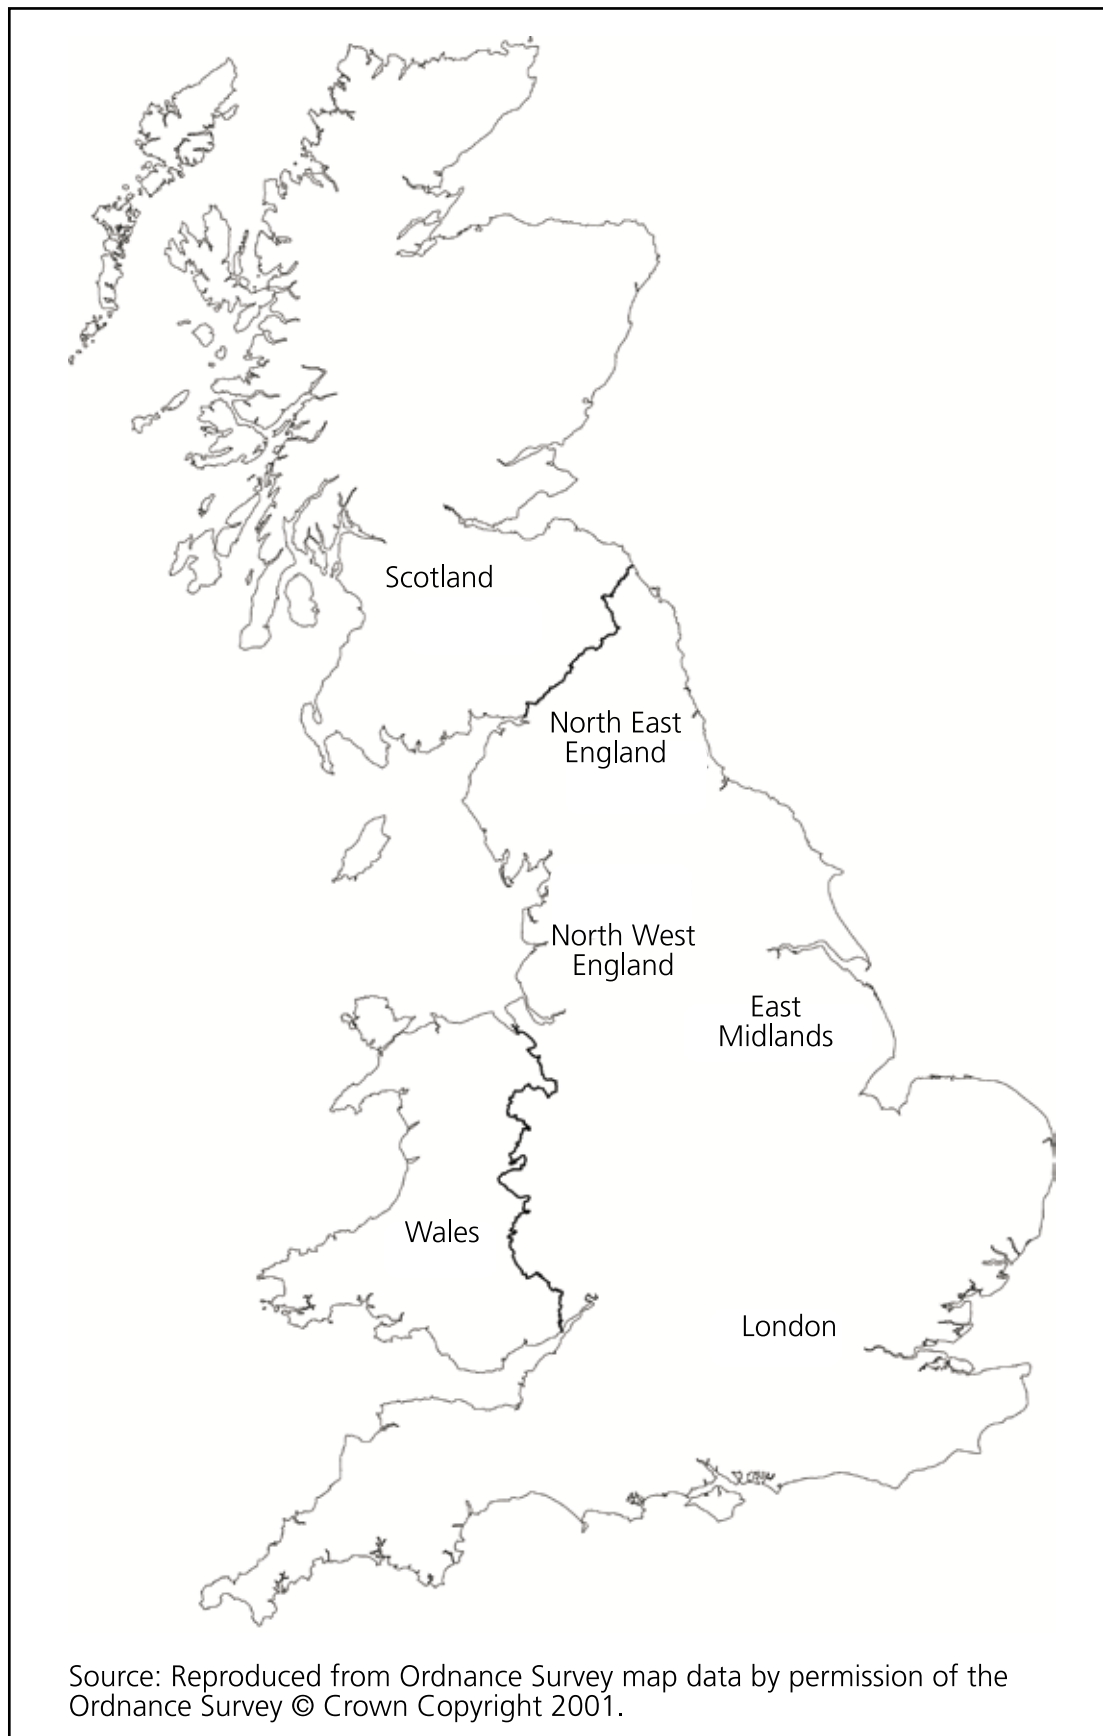 Scotland
North East
England
North West
England
East
Midlands
Wales
London
Source: Reproduced from Ordnance Survey map data by permission of the
Ordnance Survey © Crown Copyright 2001.